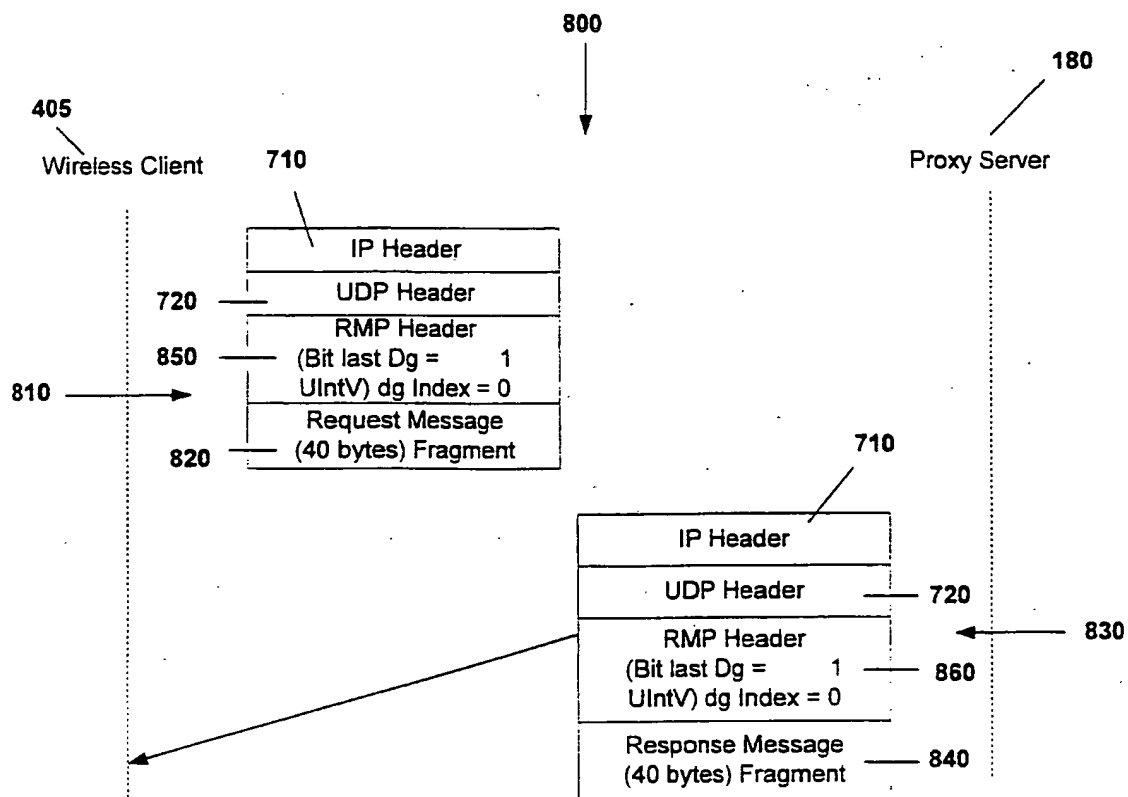 800
180
405
Wireless Client
710
Proxy Server
IP Header
720
UDP Header
850
RMP Header
(Bit last Dg = 1
UIntV) dg Index = 0
810
820
Request Message
(40 bytes) Fragment
710
IP Header
UDP Header
720
RMP Header
(Bit last Dg = 1
UIntV) dg Index = 0
830
860
Response Message
(40 bytes) Fragment
840